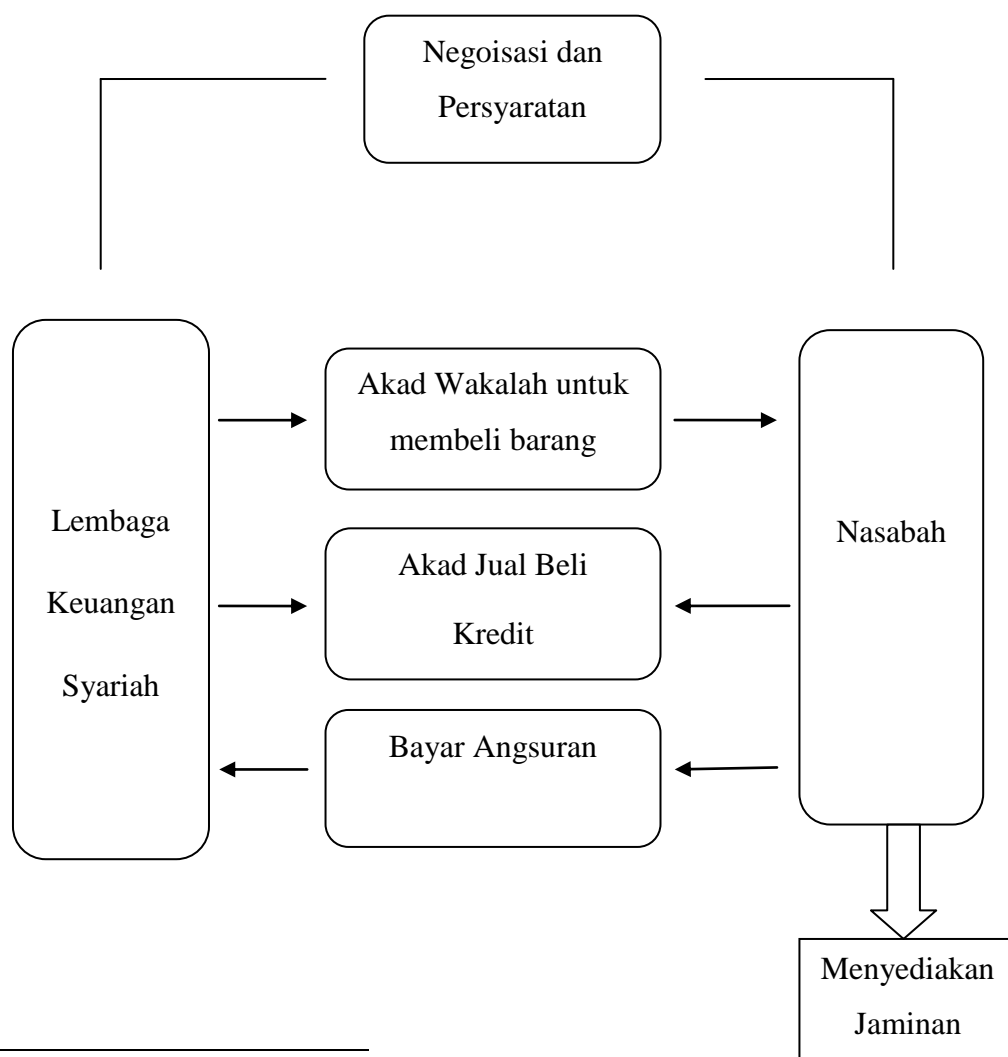 Negoisasi dan
Persyaratan
Akad Wakalah untuk
membeli barang
Lembaga
Keuangan
Syariah
Nasabah
Akad Jual Beli
Kredit
Bayar Angsuran
Menyediakan
Jaminan